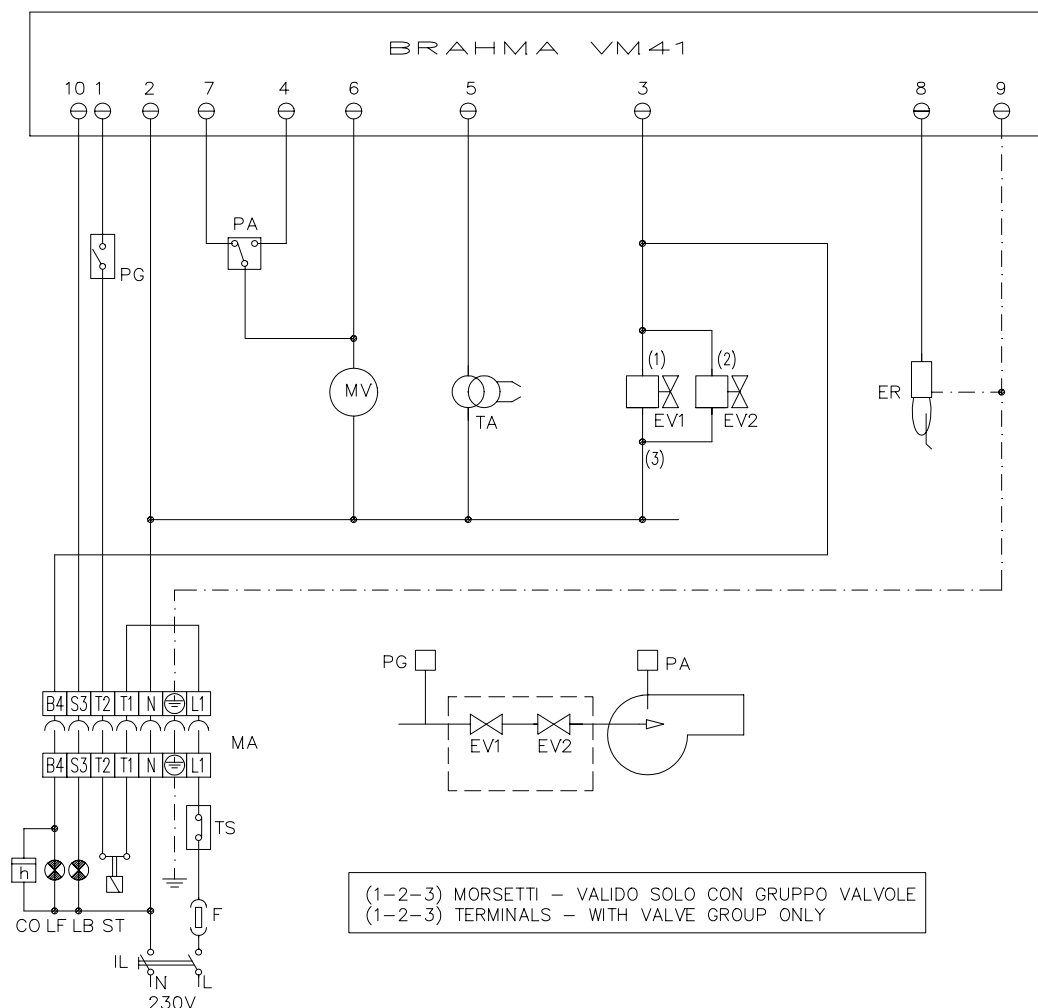 BRAHMA VM41
10 1 2 7 4 6 5 3 8 9
PA
PG
(1) (2)
MV
ER
TA
EV1 EV2
(3)
PG
PA
B4 S3 T2 T1 N L1
MA
EV1 EV2
B4 S3 T2 T1 N L1
TS
h
(1-2-3) MORSETTI - VALIDO SOLO CON GRUPPO VALVOLE
(1-2-3) TERMINALS - WITH VALVE GROUP ONLY
F
CO LF LB ST
IL
N L
230V